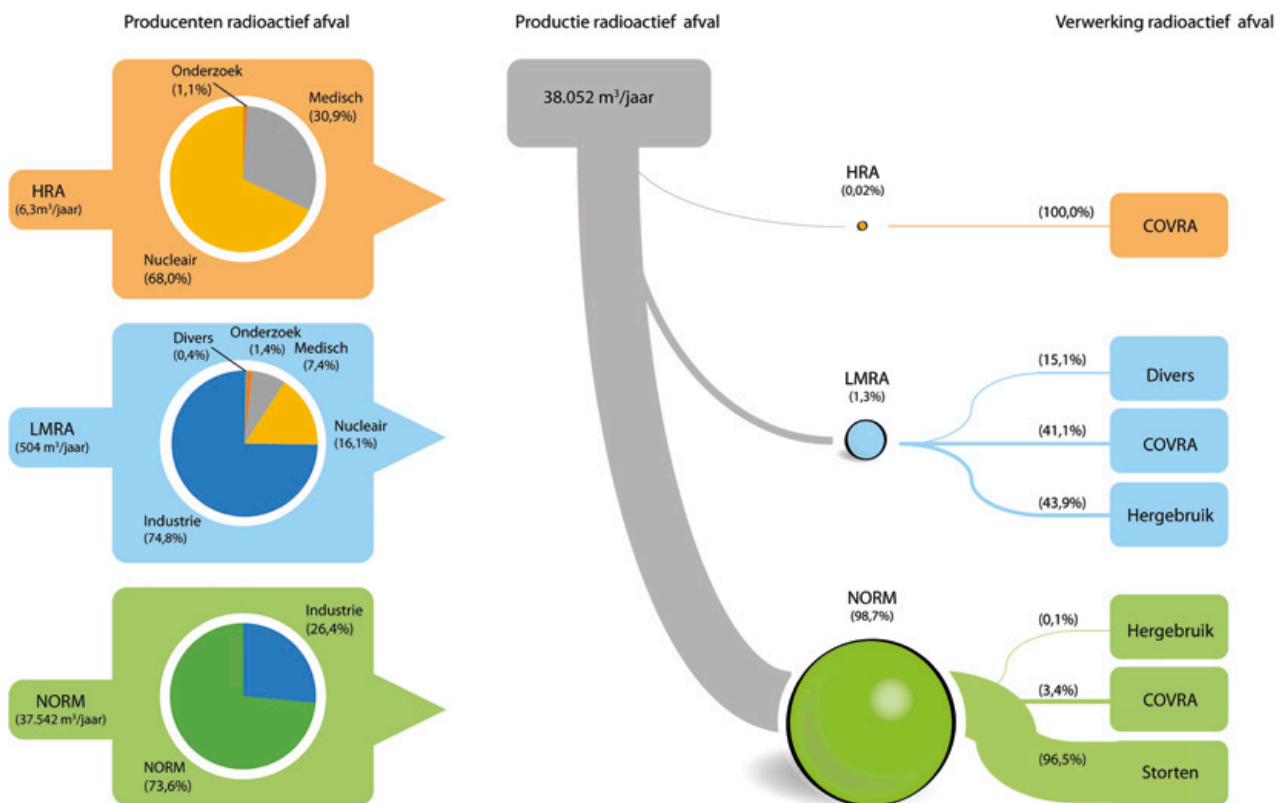 Producenten radioactief afval
Productie radioactief afval
Verwerking radioactief afval
Onderzoek
(1,1%)
Medisch
(30,9%)
HRA
(6,3m³/jaar)
Nucleair
(68,0%)
Divers
(0,4%)
Onderzoek
(1,4%)
Medisch
(7,4%)
LMRA
(504 m³/jaar)
Nucleair
(16,1%)
Industrie
(74,8%)
Industrie
(26,4%)
NORM
(37.542 m³/jaar)
NORM
(73,6%)
38.052 m³/jaar
HRA
(0,02%)
(100,0%)
COVRA
LMRA
(1,3%)
(15,1%)
Divers
(41,1%)
COVRA
(43,9%)
Hergebruik
NORM
(98,7%)
(0,1%)
Hergebruik
(3,4%)
COVRA
(96,5%)
Storten